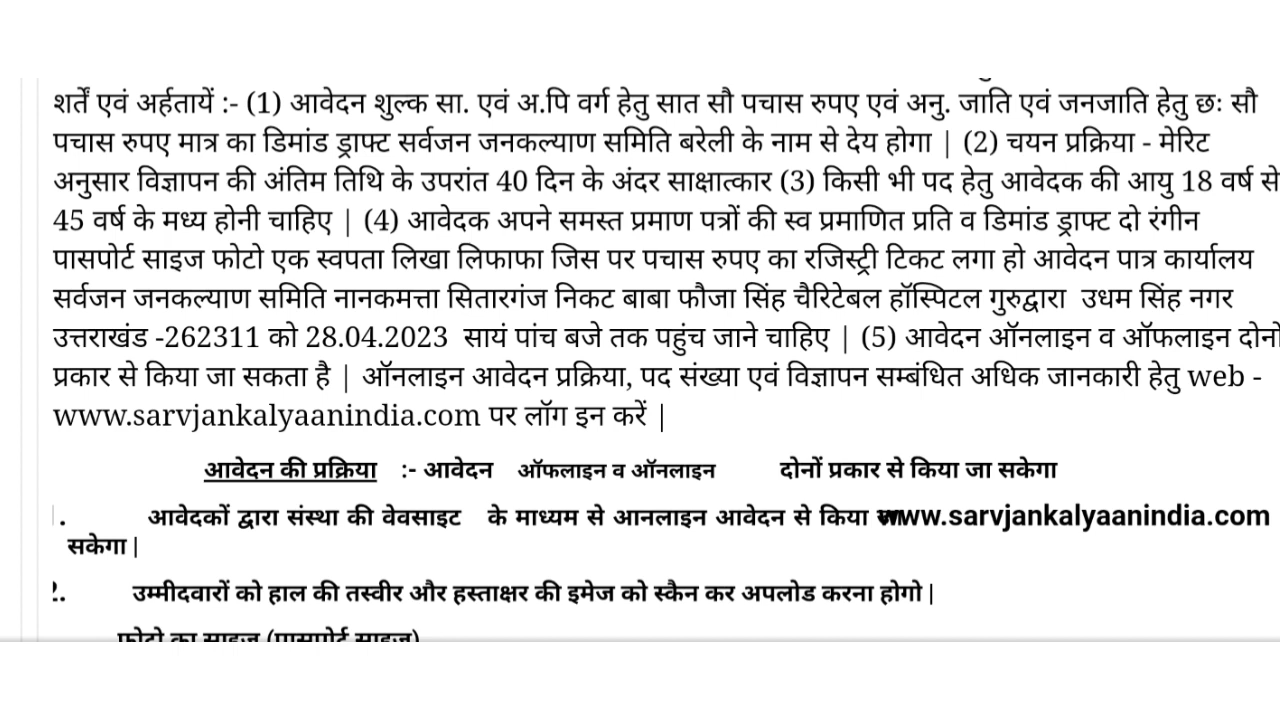 शर्तें एवं अर्हतायें :- (1) आवेदन शुल्क सा. एवं अ.पि वर्ग हेतु सात सौ पचास रुपए एवं अनु. जाति एवं जनजाति हेतु छः सौ
पचास रुपए मात्र का डिमांड ड्राफ्ट सर्वजन जनकल्याण समिति बरेली के नाम से देय होगा | (2) चयन प्रक्रिया - मेरिट
अनुसार विज्ञापन की अंतिम तिथि के उपरांत 40 दिन के अंदर साक्षात्कार (3) किसी भी पद हेतु आवेदक की आयु 18 वर्ष से
45 वर्ष के मध्य होनी चाहिए | (4) आवेदक अपने समस्त प्रमाण पत्रों की स्व प्रमाणित प्रति व डिमांड ड्राफ्ट दो रंगीन
पासपोर्ट साइज फोटो एक स्वपता लिखा लिफाफा जिस पर पचास रुपए का रजिस्ट्री टिकट लगा हो आवेदन पात्र कार्यालय
सर्वजन जनकल्याण समिति नानकमत्ता सितारगंज निकट बाबा फौजा सिंह चैरिटेबल हॉस्पिटल गुरुद्वारा उधम सिंह नगर
उत्तराखंड -262311 को 28.04.2023 सायं पांच बजे तक पहुंच जाने चाहिए | (5) आवेदन ऑनलाइन व ऑफलाइन दोनों
प्रकार से किया जा सकता है | ऑनलाइन आवेदन प्रक्रिया, पद संख्या एवं विज्ञापन सम्बंधित अधिक जानकारी हेतु web -
www.sarvjankalyaanindia.com पर लॉग इन करें |
आवेदन की प्रक्रिया :- आवेदन ऑफलाइन व ऑनलाइन दोनों प्रकार से किया जा सकेगा
1. आवेदकों द्वारा संस्था की वेवसाइट के माध्यम से आनलाइन आवेदन से किया www.sarvjankalyaanindia.com
सकेगा |
2. उम्मीदवारों को हाल की तस्वीर और हस्ताक्षर की इमेज को स्कैन कर अपलोड करना होगो |
फोटो का साइज (पासपोर्ट साइज)